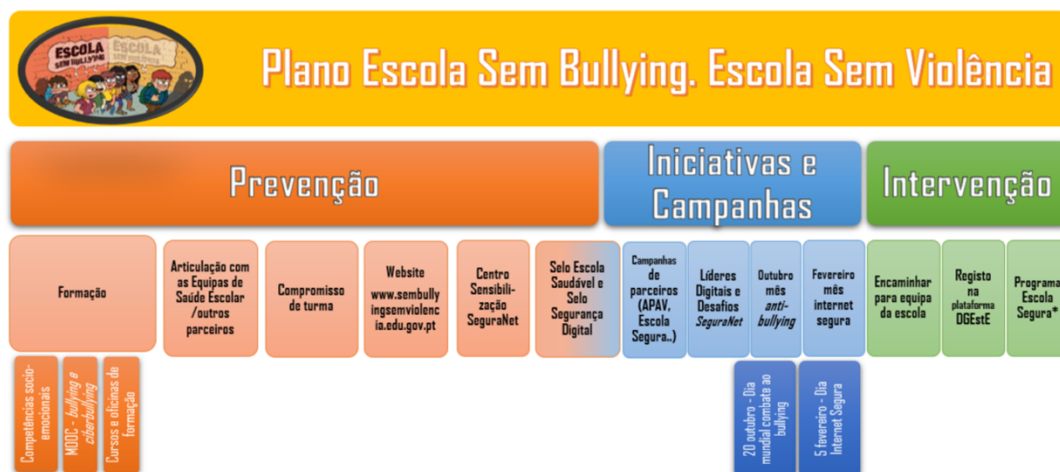 ESCOLA
SEM BULLYING
ESCOLA
Plano Escola Sem Bullying. Escola Sem Violência
Prevenção
Iniciativas e
Campanhas
Intervenção
Formação
Articulação com
as Equipas de
Saúde Escolar
/outros
parceiros
Compromisso
de turma
Website
www.sembully
ingsemviolenc
ia.edu.gov.pt
Centro
Sensibili-
zação
SeguraNet
Selo Escola
Saudável e
Selo
Segurança
Digital
Campanhas
de
parceiros
(APAV,
Escola
Segura..)
Líderes
Digitais e
Desafios
SeguraNet
Outubro
mês
anti-
bullying
Fevereiro
mês
internet
segura
Encaminhar
para equipa
da escola
Registo
na
plataforma
DGEstE
Programa
Escola
Segura*
Competências socio-
emocionais
MOOC - bullying e
ciberbullying
Cursos e oficinas de
formação
20 outubro - Dia
mundial combate ao
bullying
5 fevereiro - Dia
Internet Segura